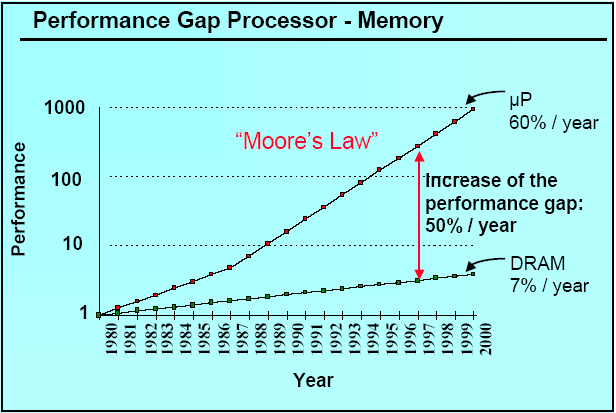 Performance Gap Processor - Memory
Performance
1000
100
10
1
"Moore's Law"
µP
60% / year
Increase of the
performance gap:
50% / year
DRAM
7% / year
1980
1981
1982
1983
1984
1985
1986
1987
1988
1989
1990
1991
1992
1993
1994
1995
1996
1997
1998
1999
2000
Year